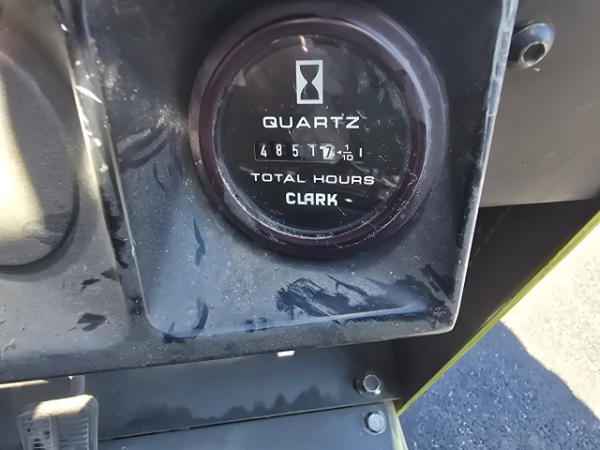 QUARTZ
48517 1/10
TOTAL HOURS
CLARK